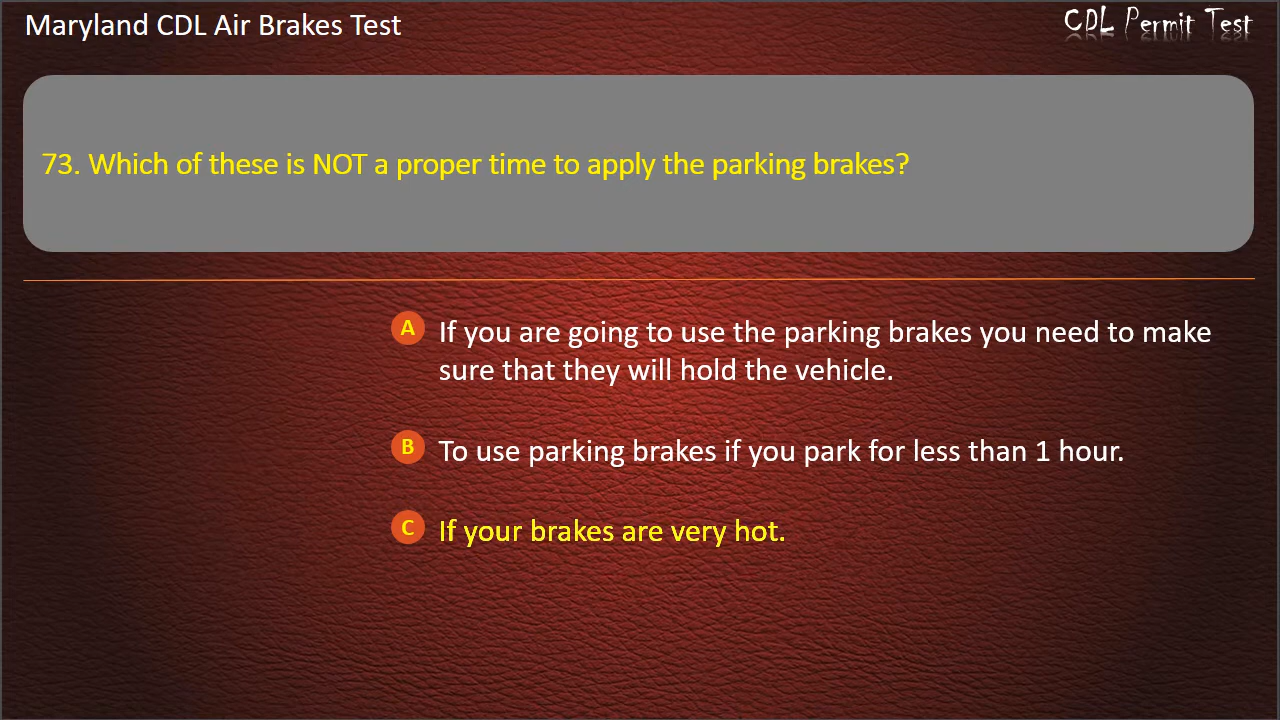 Maryland CDL Air Brakes Test
CDL Permit Test
73. Which of these is NOT a proper time to apply the parking brakes?
A
If you are going to use the parking brakes you need to make
sure that they will hold the vehicle.
B
To use parking brakes if you park for less than 1 hour.
C
If your brakes are very hot.